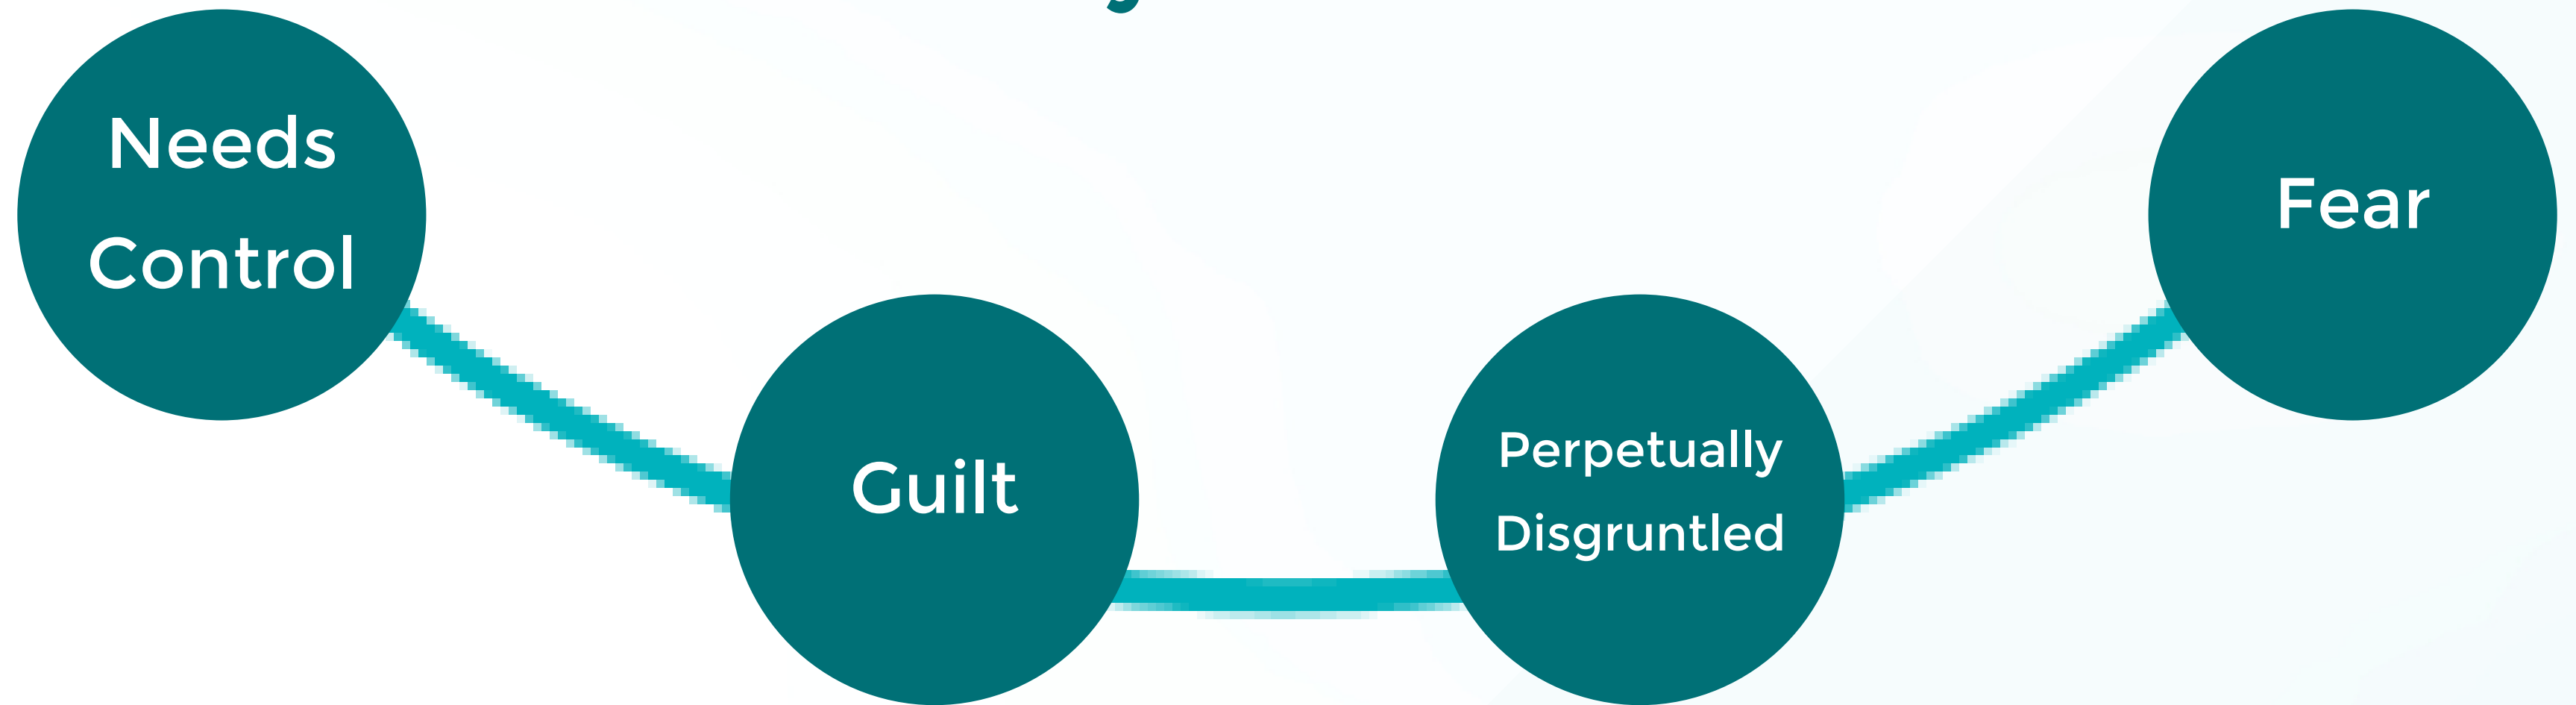 Needs
Control
Guilt
Perpetually
Disgruntled
Fear